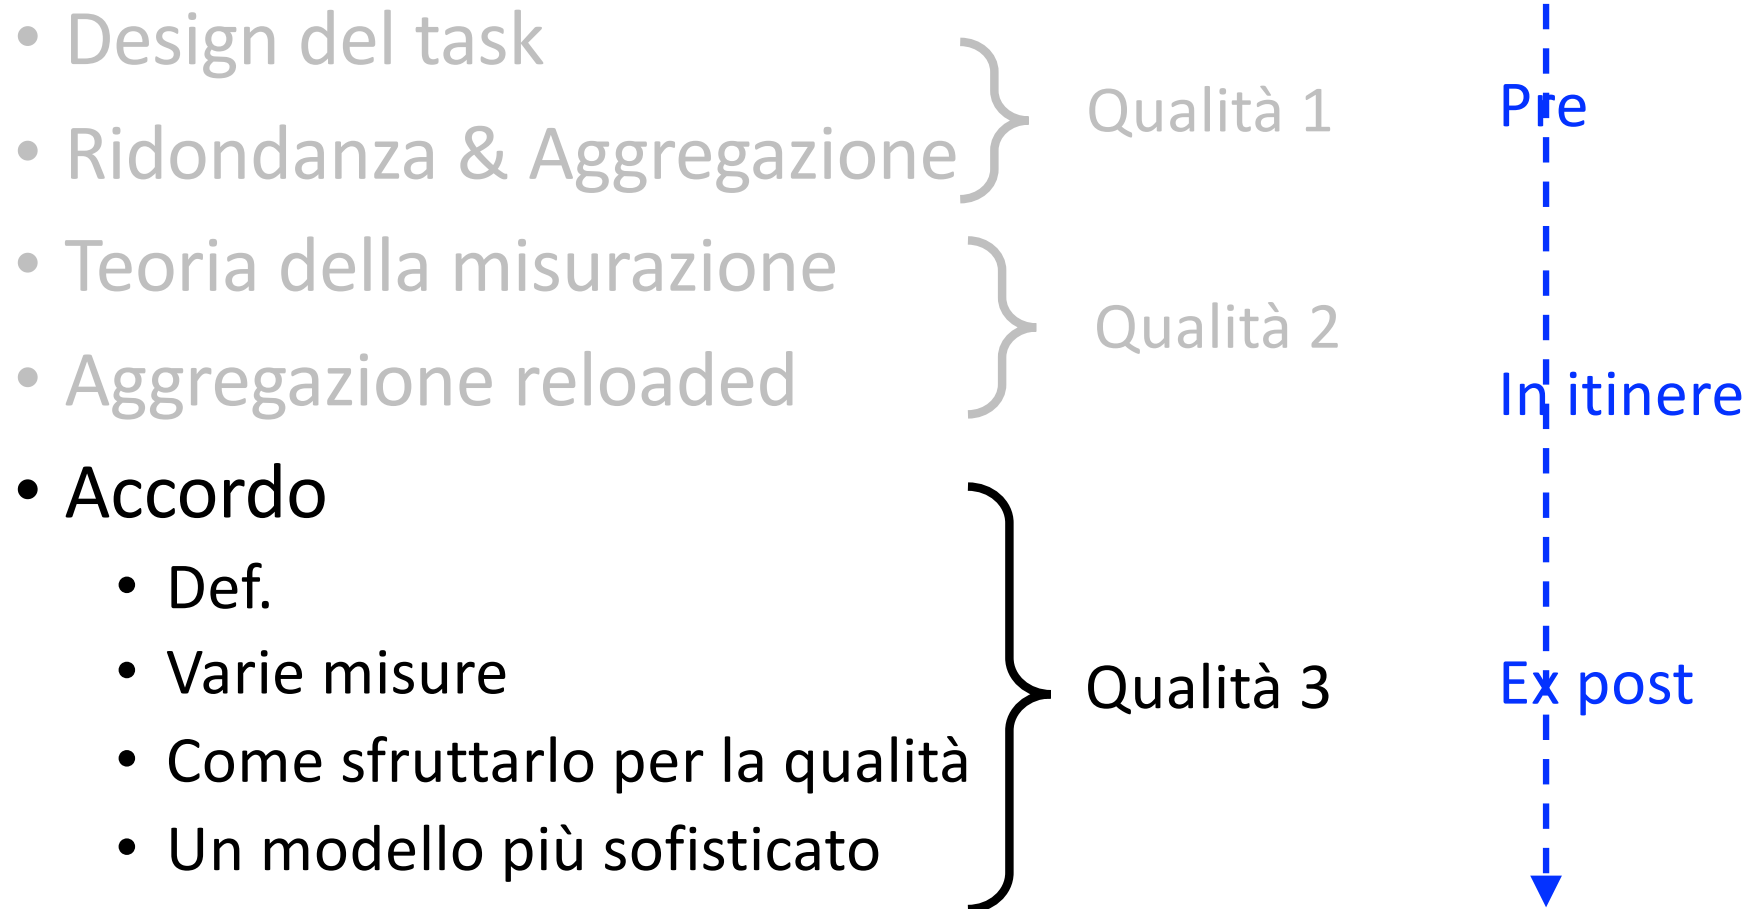 • Design del task
• Ridondanza & Aggregazione
Qualità 1
Pre
• Teoria della misurazione
• Aggregazione reloaded
Qualità 2
In itinere
• Accordo
• Def.
• Varie misure
• Come sfruttarlo per la qualità
• Un modello più sofisticato
Qualità 3
Ex post